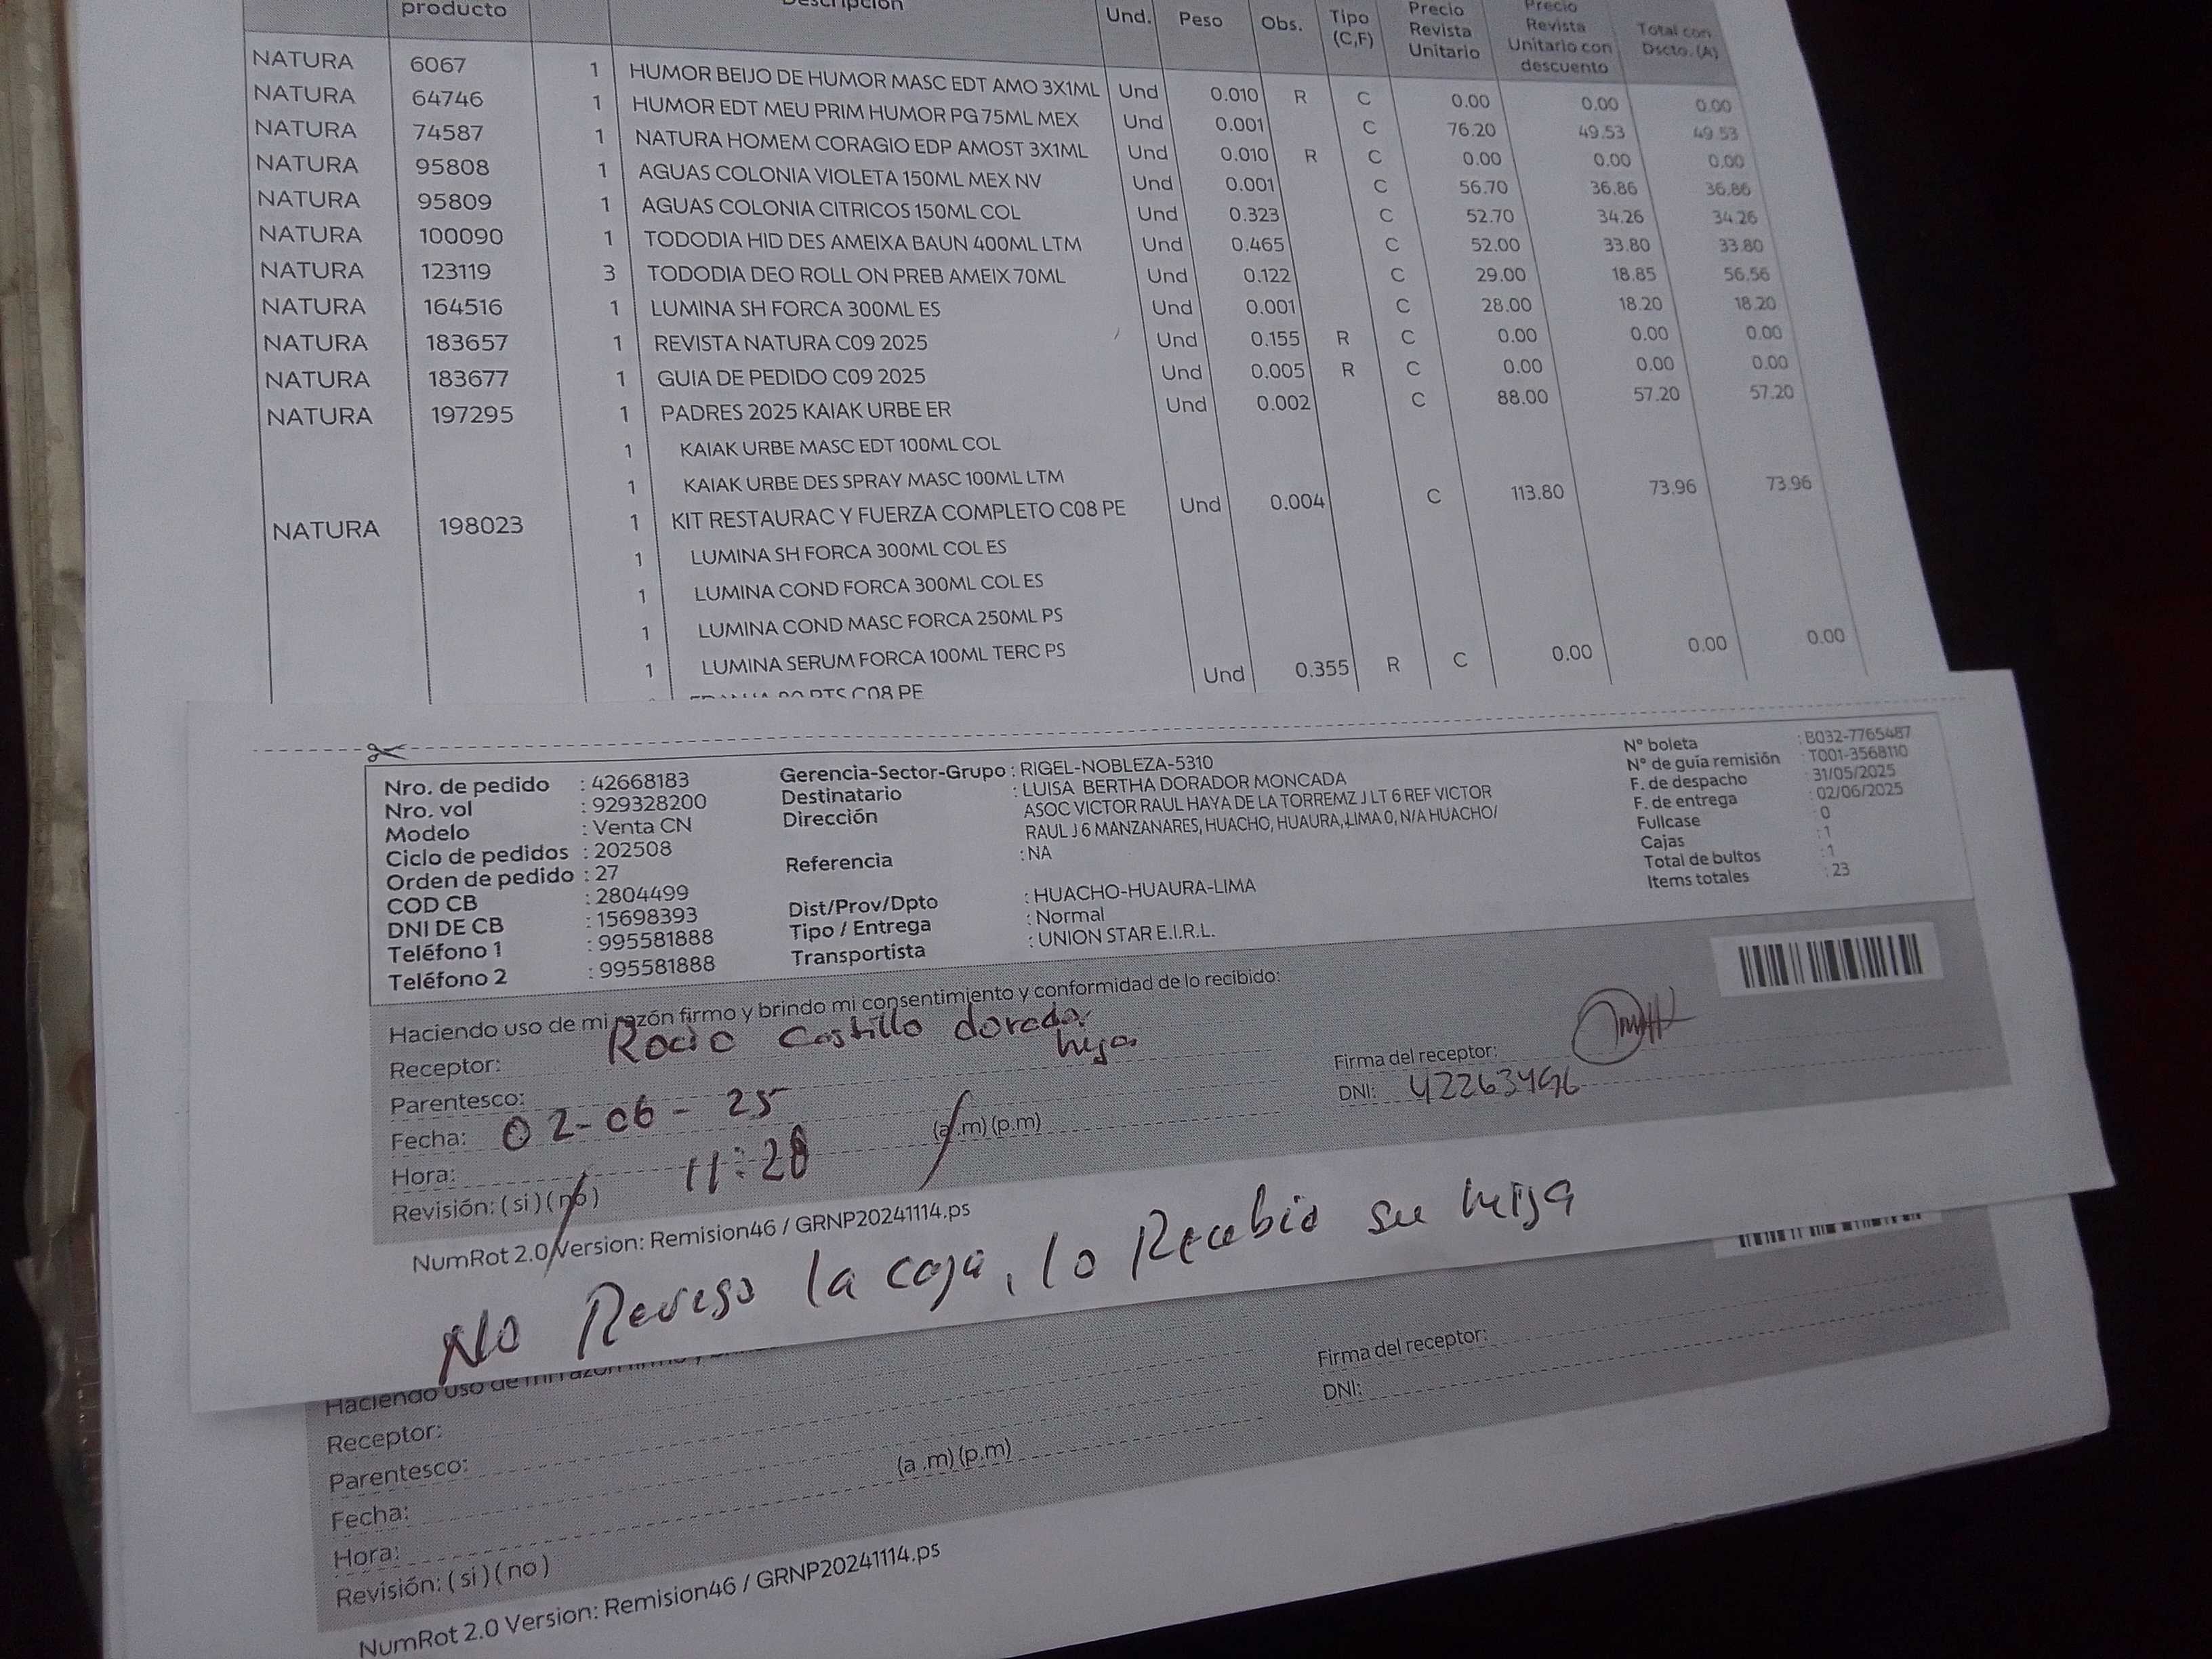 producto Descripción Und. Peso Obs. Tipo (C,F) Precio Revista Unitario Precio Revista Unitario con descuento Total con Dscto. (A)
NATURA 6067 1 HUMOR BEIJO DE HUMOR MASC EDT AMO 3X1ML Und 0.010 R C 0.00 0.00 0.00
NATURA 64746 1 HUMOR EDT MEU PRIM HUMOR PG 75ML MEX Und 0.001 C 76.20 49.53 49.53
NATURA 74587 1 NATURA HOMEM CORAGIO EDP AMOST 3X1ML Und 0.010 R C 0.00 0.00 0.00
NATURA 95808 1 AGUAS COLONIA VIOLETA 150ML MEX NV Und 0.001 C 56.70 36.86 36.86
NATURA 95809 1 AGUAS COLONIA CITRICOS 150ML COL Und 0.323 C 52.70 34.26 34.26
NATURA 100090 1 TODODIA HID DES AMEIXA BAUN 400ML LTM Und 0.465 C 52.00 33.80 33.80
NATURA 123119 3 TODODIA DEO ROLL ON PREB AMEIX 70ML Und 0.122 C 29.00 18.85 56.56
NATURA 164516 1 LUMINA SH FORCA 300ML ES Und 0.001 C 28.00 18.20 18.20
NATURA 183657 1 REVISTA NATURA C09 2025 Und 0.155 R C 0.00 0.00 0.00
NATURA 183677 1 GUIA DE PEDIDO C09 2025 Und 0.005 R C 0.00 0.00 0.00
NATURA 197295 1 PADRES 2025 KAIAK URBE ER Und 0.002 C 88.00 57.20 57.20
1 KAIAK URBE MASC EDT 100ML COL
1 KAIAK URBE DES SPRAY MASC 100ML LTM
NATURA 198023 1 KIT RESTAURAC Y FUERZA COMPLETO C08 PE Und 0.004 C 113.80 73.96 73.96
1 LUMINA SH FORCA 300ML COL ES
1 LUMINA COND FORCA 300ML COL ES
1 LUMINA COND MASC FORCA 250ML PS
1 LUMINA SERUM FORCA 100ML TERC PS
PTS C08 PE Und 0.355 R C 0.00 0.00 0.00
Nro. de pedido : 42668183
Nro. vol : 929328200
Modelo : Venta CN
Ciclo de pedidos : 202508
Orden de pedido : 27
COD CB : 2804499
DNI DE CB : 15698393
Teléfono 1 : 995581888
Teléfono 2 : 995581888
Gerencia-Sector-Grupo : RIGEL-NOBLEZA-5310
Destinatario : LUISA BERTHA DORADOR MONCADA
Dirección ASOC VICTOR RAUL HAYA DE LA TORREMZ J LT 6 REF VICTOR
RAUL J 6 MANZANARES, HUACHO, HUAURA, LIMA 0, N/A HUACHO/
Referencia : NA
Dist/Prov/Dpto : HUACHO-HUAURA-LIMA
Tipo / Entrega : Normal
Transportista : UNION STAR E.I.R.L.
N° boleta : B032-7765487
N° de guía remisión : T001-3568110
F. de despacho : 31/05/2025
F. de entrega : 02/06/2025
Fullcase : 0
Cajas : 1
Total de bultos : 1
Items totales : 23
Haciendo uso de mi razón firmo y brindo mi consentimiento y conformidad de lo recibido:
Receptor: Rocio Castillo dorador
Parentesco: hija
Fecha: 02-06-25
Hora: 11:28 (a .m) (p.m)
Revisión: ( si ) ( no )
Firma del receptor:
DNI: 42263496
NumRot 2.0 Version: Remision46 / GRNP20241114.ps
No Reviso la caja, lo Recebio su hija
Haciendo uso de mi razón firmo y
Receptor:
Parentesco:
Fecha:
Hora: (a .m) (p.m)
Revisión: ( si ) ( no )
Firma del receptor:
DNI:
NumRot 2.0 Version: Remision46 / GRNP20241114.ps